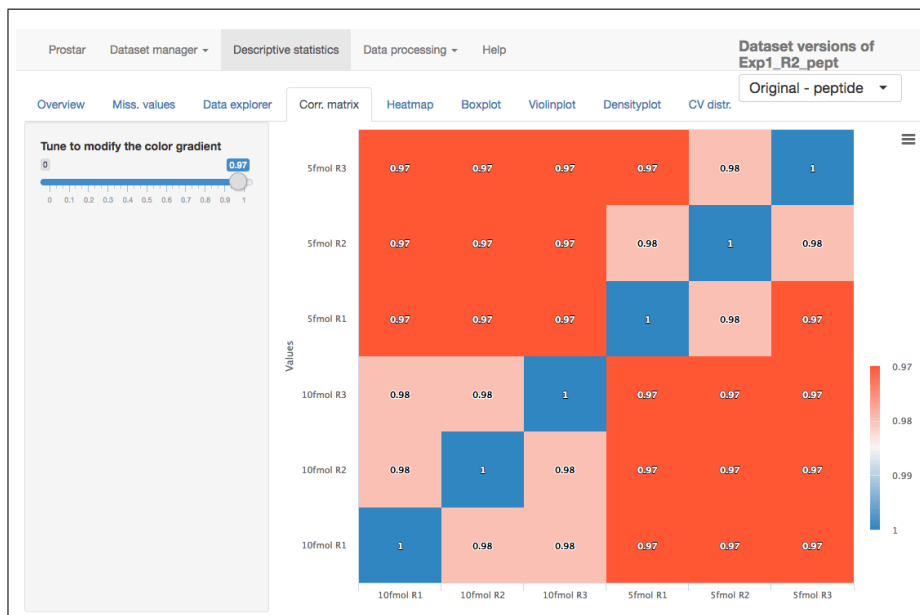 Prostar Dataset manager Descriptive statistics Data processing Help
Dataset versions of
Exp1_R2_pept
Original - peptide
Overview Miss. values Data explorer Corr. matrix Heatmap Boxplot Violinplot Densityplot CV distr.
Tune to modify the color gradient
0 0.97
0 0.1 0.2 0.3 0.4 0.5 0.6 0.7 0.8 0.9 1
Values
5fmol R3 0.97 0.97 0.97 0.97 0.98 1
5fmol R2 0.97 0.97 0.97 0.98 1 0.98
5fmol R1 0.97 0.97 0.97 1 0.98 0.97
10fmol R3 0.98 0.98 1 0.97 0.97 0.97
10fmol R2 0.98 1 0.98 0.97 0.97 0.97
10fmol R1 1 0.98 0.98 0.97 0.97 0.97
10fmol R1 10fmol R2 10fmol R3 5fmol R1 5fmol R2 5fmol R3
0.97
0.98
0.99
1